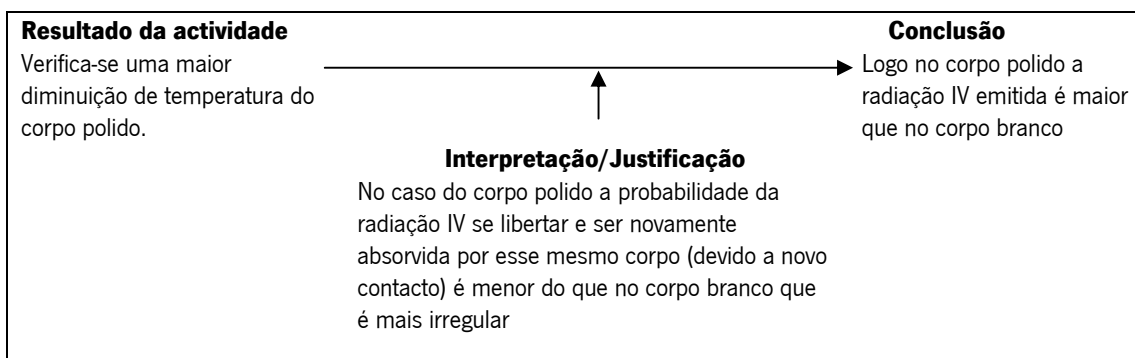 Resultado da actividade
Verifica-se uma maior
diminuição de temperatura do
corpo polido.
Conclusão
Logo no corpo polido a
radiação IV emitida é maior
que no corpo branco
Interpretação/Justificação
No caso do corpo polido a probabilidade da
radiação IV se libertar e ser novamente
absorvida por esse mesmo corpo (devido a novo
contacto) é menor do que no corpo branco que
é mais irregular